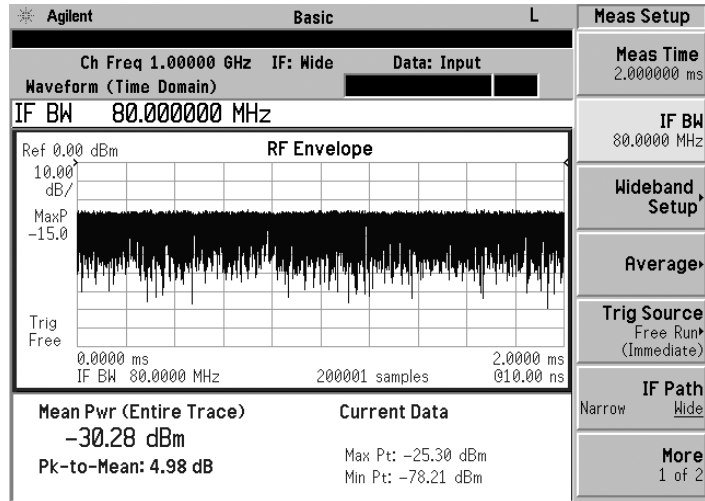 Agilent Basic L
Ch Freq 1.00000 GHz IF: Wide Data: Input
Waveform (Time Domain)
IF BW 80.000000 MHz
Ref 0.00 dBm RF Envelope
10.00
dB/
MaxP
-15.0
Trig
Free
0.0000 ms 2.0000 ms
IF BW 80.0000 MHz 200001 samples @10.00 ns
Mean Pwr (Entire Trace)
-30.28 dBm
Pk-to-Mean: 4.98 dB
Current Data
Max Pt: -25.30 dBm
Min Pt: -78.21 dBm
Meas Setup
Meas Time
2.000000 ms
IF BW
80.0000 MHz
Wideband
Setup
Average
Trig Source
Free Run
(Immediate)
IF Path
Narrow Wide
More
1 of 2